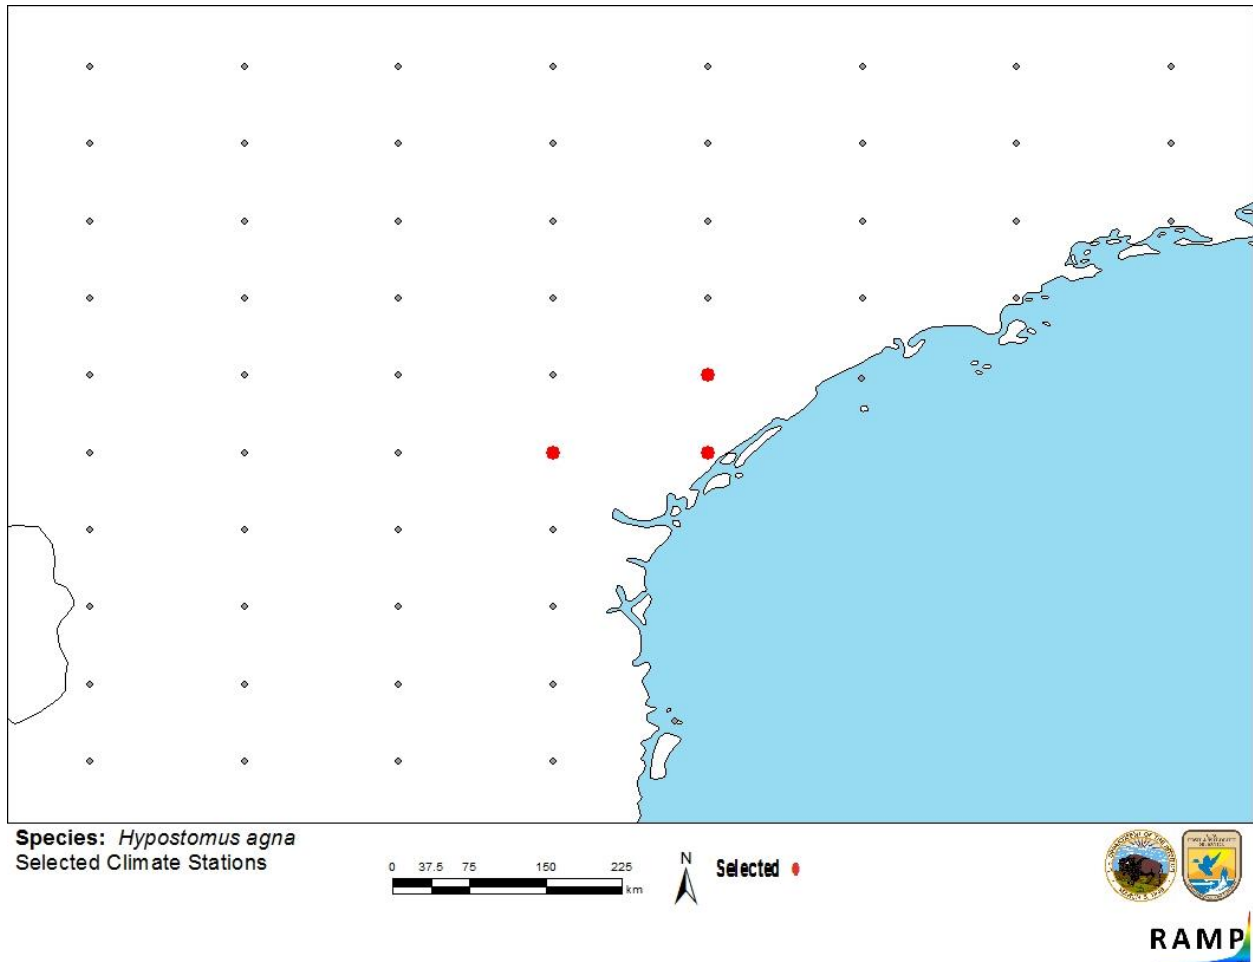 Species: Hypostomus agna
Selected Climate Stations
0 37.5 75 150 225
km
N
Selected
RAMP